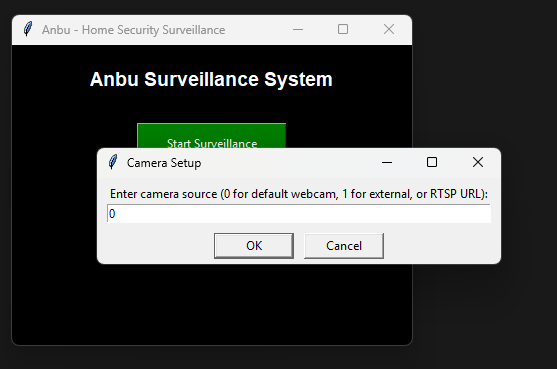 Anbu - Home Security Surveillance
Anbu Surveillance System
Start Surveillance
Camera Setup
Enter camera source (0 for default webcam, 1 for external, or RTSP URL):
0
OK Cancel